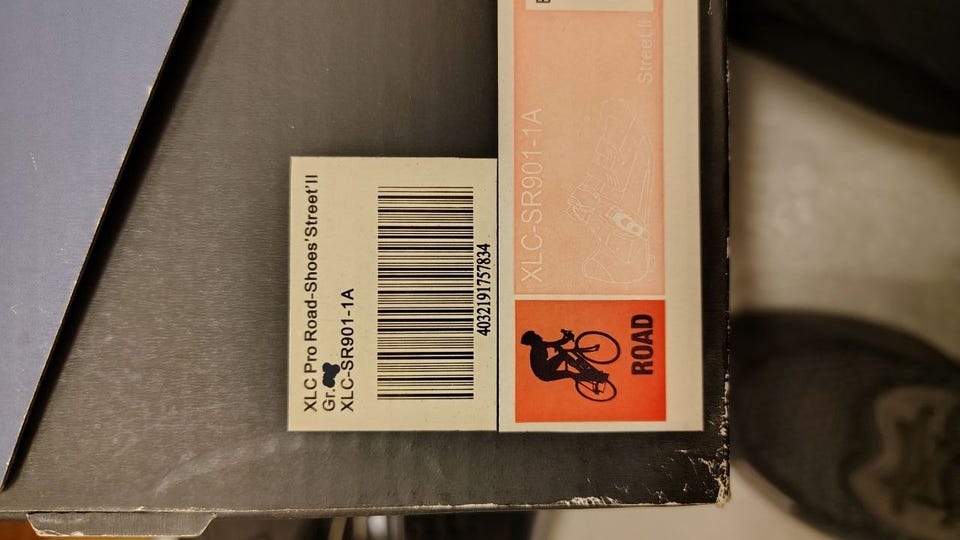 XLC Pro Road-Shoes'Street'II
Gr.
XLC-SR901-1A
4032191757834
XLC-SR901-1A
Street II
ROAD